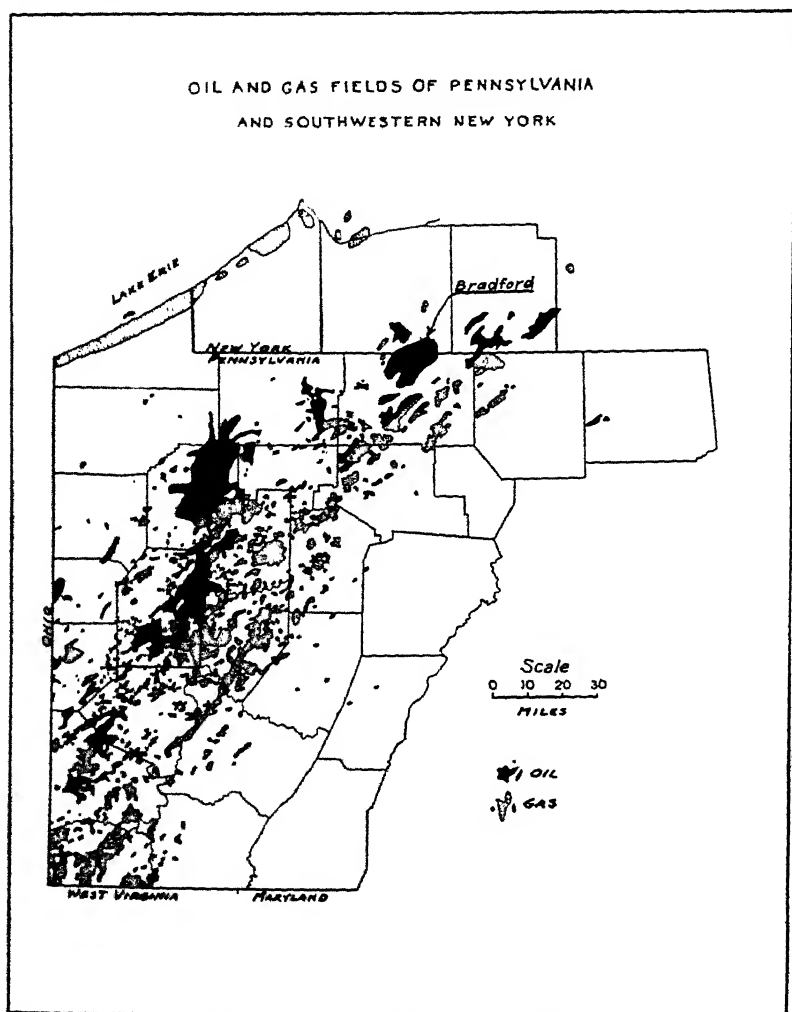 OIL AND GAS FIELDS OF PENNSYLVANIA
AND SOUTHWESTERN NEW YORK
LAKE ERIE
Bradford
NEW YORK
PENNSYLVANIA
OHIO
Scale
0 10 20 30
MILES
OIL
GAS
WEST VIRGINIA
MARYLAND